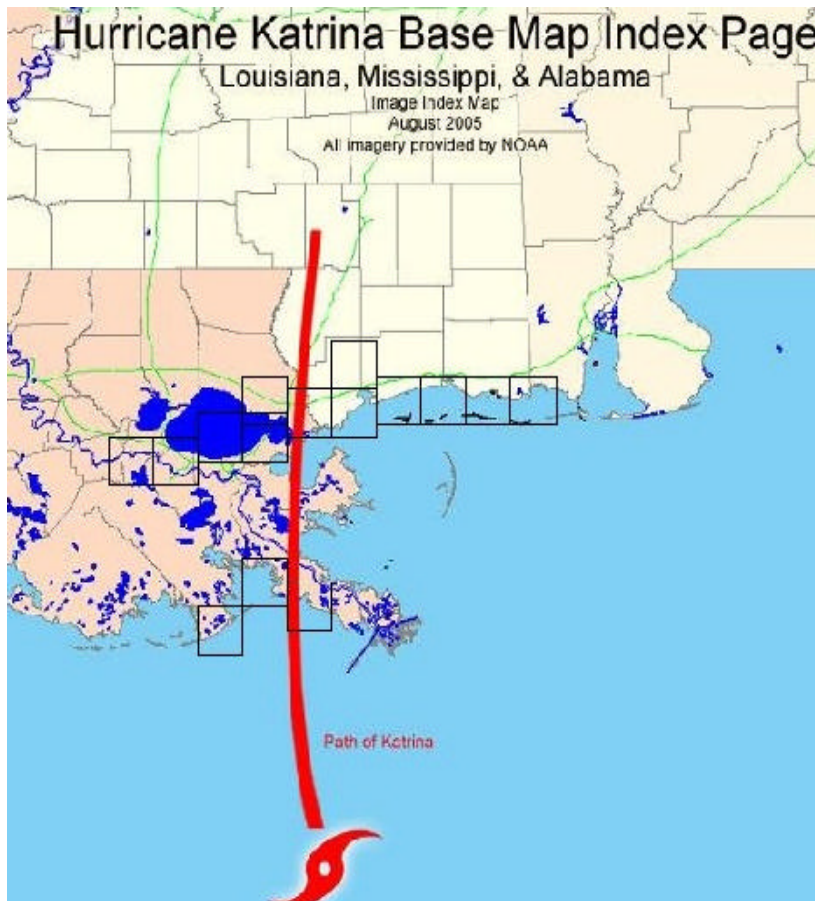 Hurricane Katrina Base Map Index Page
Louisiana, Mississippi, & Alabama
Image Index Map
August 2005
All imagery provided by NOAA
Path of Katrina